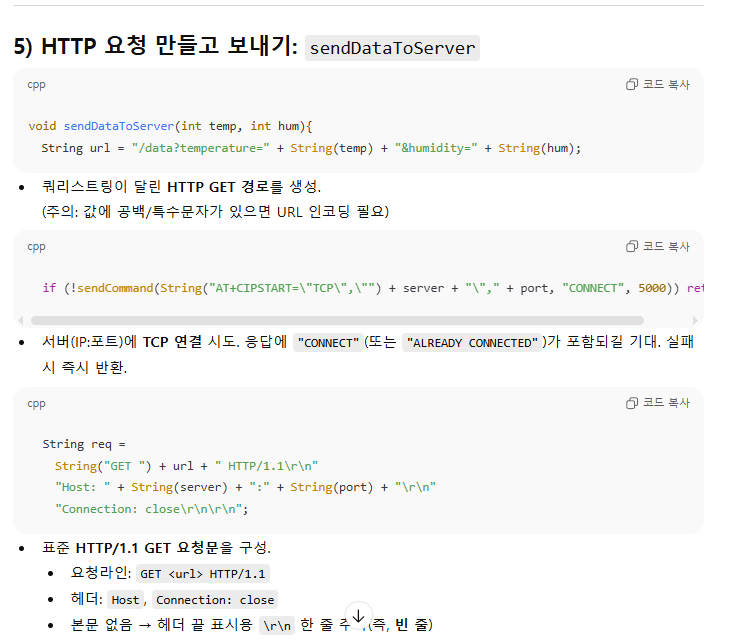 5) HTTP 요청 만들고 보내기: sendDataToServer
cpp
코드 복사
void sendDataToServer(int temp, int hum){
String url = "/data?temperature=" + String(temp) + "&humidity=" + String(hum);
• 쿼리스트링이 달린 HTTP GET 경로를 생성.
(주의: 값에 공백/특수문자가 있으면 URL 인코딩 필요)
cpp
코드 복사
if (!sendCommand(String("AT+CIPSTART=\"TCP\",\"") + server + "\"," + port, "CONNECT", 5000)) ret
• 서버(IP:포트)에 TCP 연결 시도. 응답에 "CONNECT"(또는 "ALREADY CONNECTED")가 포함되길 기대. 실패
시 즉시 반환.
cpp
코드 복사
String req =
String("GET ") + url + " HTTP/1.1\r\n"
"Host: " + String(server) + ":" + String(port) + "\r\n"
"Connection: close\r\n\r\n";
• 표준 HTTP/1.1 GET 요청문을 구성.
• 요청라인: GET <url> HTTP/1.1
• 헤더: Host, Connection: close
• 본문 없음 → 헤더 끝 표시용 \r\n 한 줄 (즉, 빈 줄)